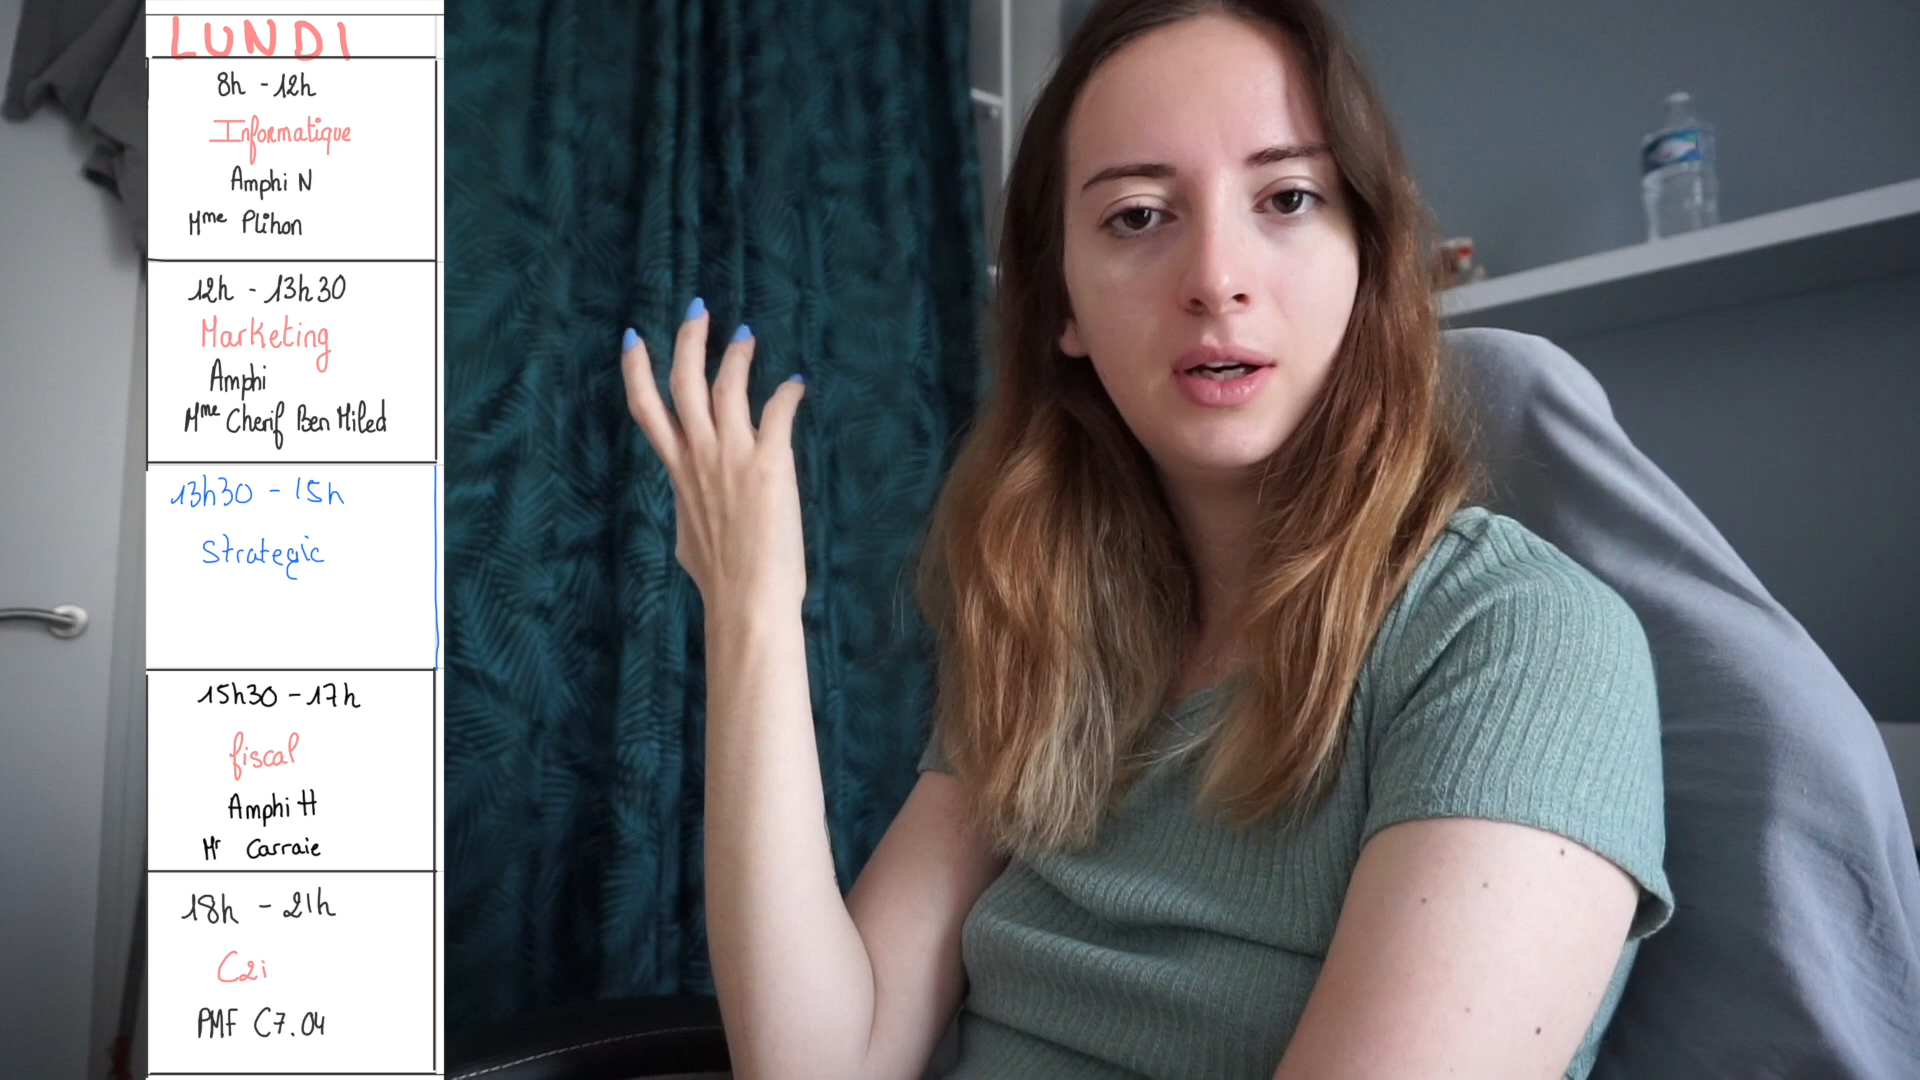 LUNDI
8h - 12h
Informatique
Amphi N
Mme Plihon
12h - 13h30
Marketing
Amphi
Mme Cherif Ben Miled
13h30 - 15h
Strategic
15h30 - 17h
fiscal
Amphi H
Mr Carraie
18h - 21h
C2i
PMF C7.04